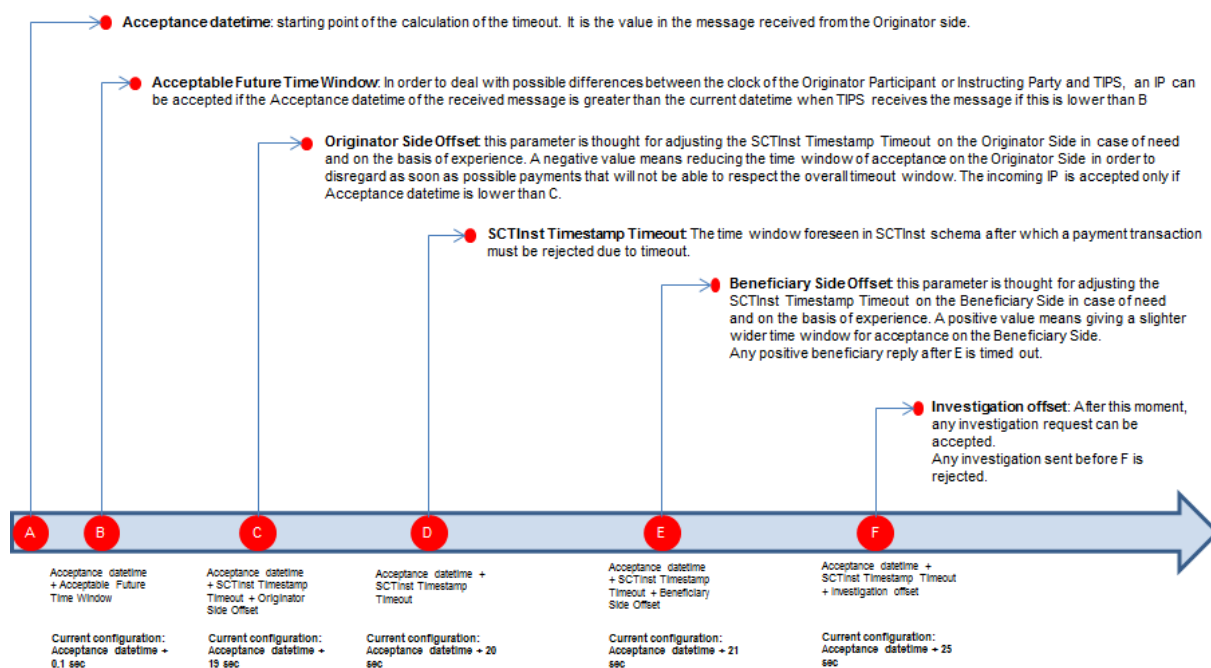 Acceptance datetime: starting point of the calculation of the timeout. It is the value in the message received from the Originator side.
Acceptable Future Time Window: In order to deal with possible differences between the clock of the Originator Participant or Instructing Party and TIPS, an IP can
be accepted if the Acceptance datetime of the received message is greater than the current datetime when TIPS receives the message if this is lower than B
Originator Side Offset: this parameter is thought for adjusting the SCTInst Timestamp Timeout on the Originator Side in case of need
and on the basis of experience. A negative value means reducing the time window of acceptance on the Originator Side in order to
disregard as soon as possible payments that will not be able to respect the overall timeout window. The incoming IP is accepted only if
Acceptance datetime is lower than C.
SCTInst Timestamp Timeout: The time window foreseen in SCTInst schema after which a payment transaction
must be rejected due to timeout.
Beneficiary Side Offset: this parameter is thought for adjusting the
SCTInst Timestamp Timeout on the Beneficiary Side in case of need
and on the basis of experience. A positive value means giving a slighter
wider time window for acceptance on the Beneficiary Side.
Any positive beneficiary reply after E is timed out.
Investigation offset: After this moment,
any investigation request can be
accepted.
Any investigation sent before F is
rejected.
A
B
C
D
E
F
Acceptance datetime
+ Acceptable Future
Time Window
Acceptance datetime
+ SCTInst Timestamp
Timeout + Originator
Side Offset
Acceptance datetime +
SCTInst Timestamp
Timeout
Acceptance datetime
+ SCTInst Timestamp
Timeout + Beneficiary
Side Offset
Acceptance datetime +
SCTInst Timestamp Timeout
+ Investigation offset
Current configuration:
Acceptance datetime +
0.1 sec
Current configuration:
Acceptance datetime +
19 sec
Current configuration:
Acceptance datetime + 20
sec
Current configuration:
Acceptance datetime + 21
sec
Current configuration:
Acceptance datetime + 25
sec